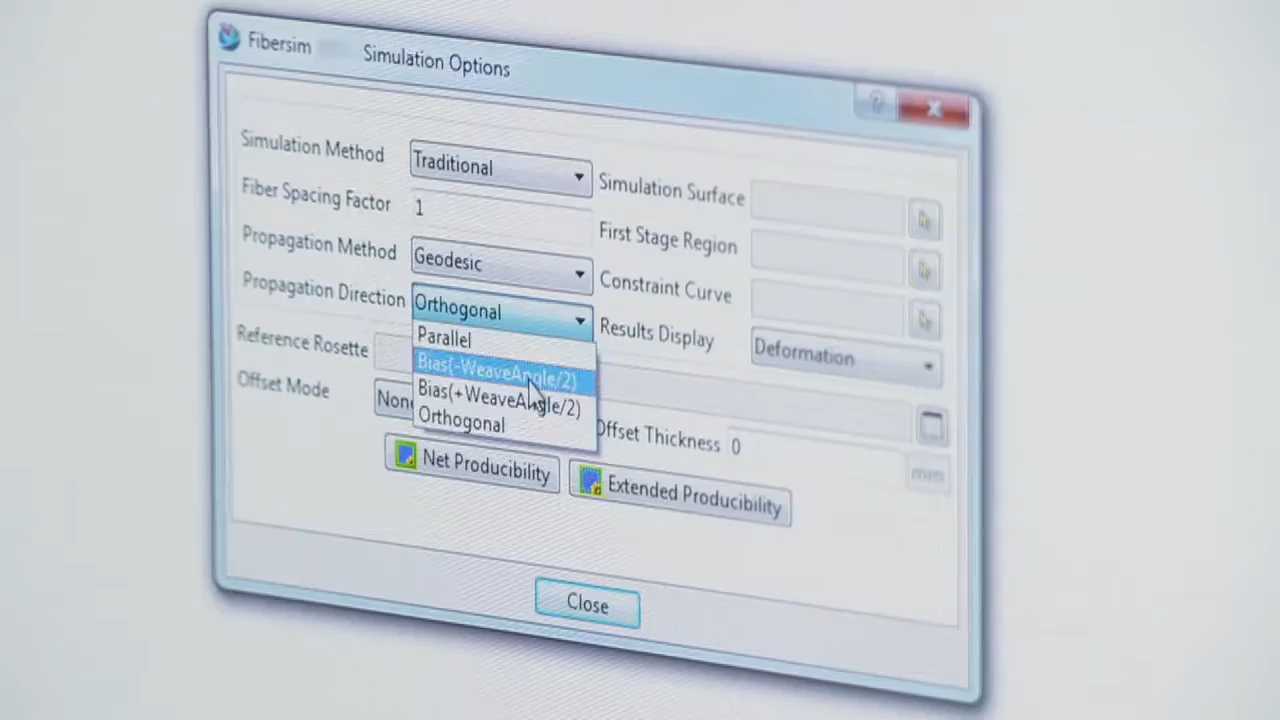 Fibersim
Simulation Options
Simulation Method
Traditional
Fiber Spacing Factor
1
Propagation Method
Geodesic
Propagation Direction
Orthogonal
Parallel
Bias(-WeaveAngle/2)
Bias(+WeaveAngle/2)
Orthogonal
Reference Rosette
Offset Mode
None
Simulation Surface
First Stage Region
Constraint Curve
Results Display
Deformation
Offset Thickness
0
mm
Net Producibility
Extended Producibility
Close